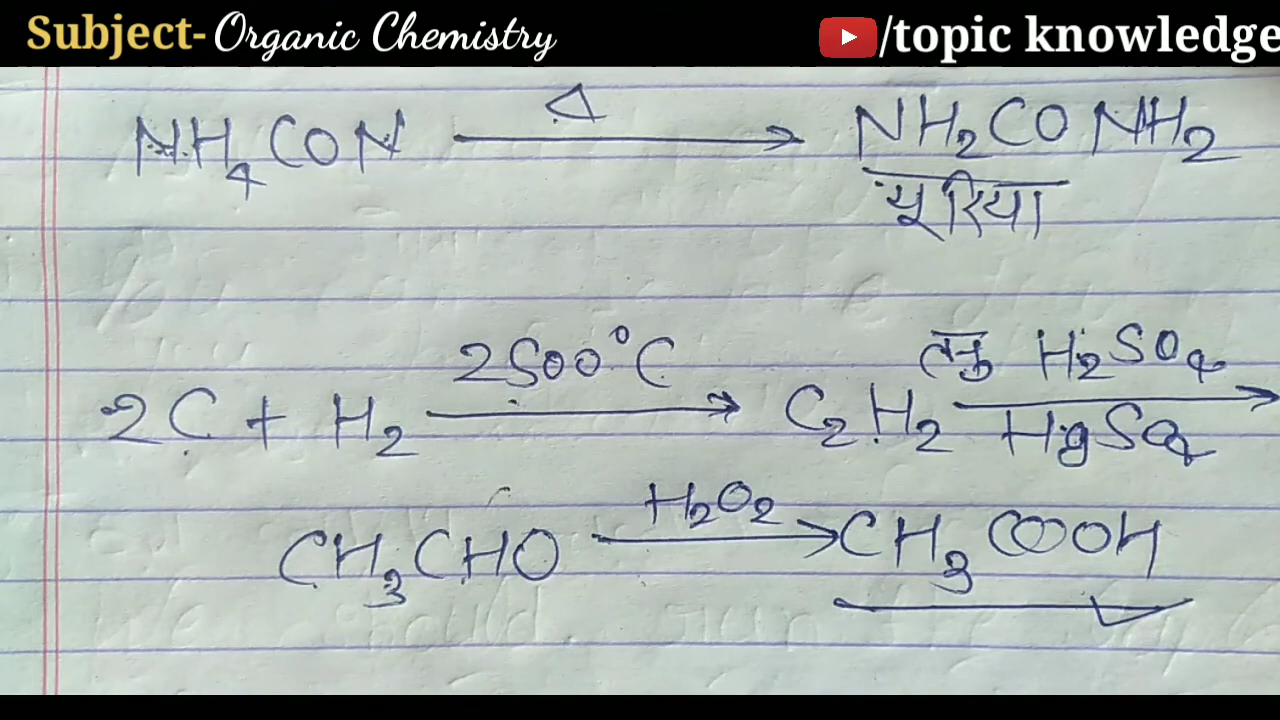 Subject- Organic Chemistry /topic knowledge
NH₄CON →(Δ) NH₂CONH₂
यूरिया
2C + H₂ →(2500°C) C₂H₂ →(तनु H₂SO₄ / HgSO₄)
CH₃CHO →(H₂O₂) CH₃COOH